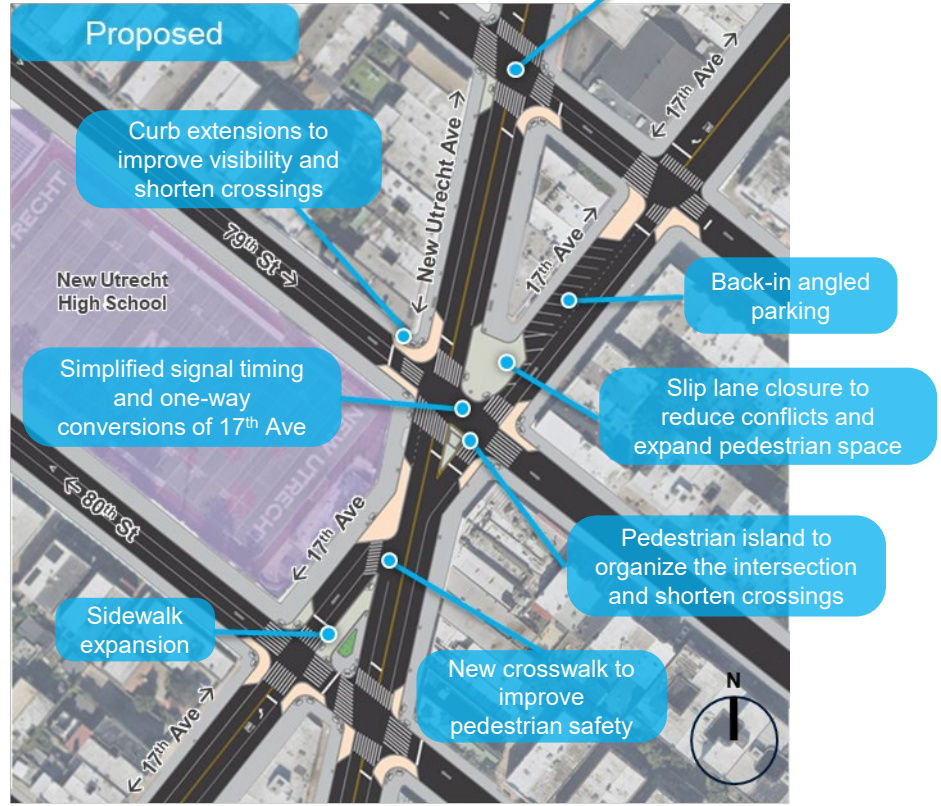 Proposed
← 17th Ave →
Curb extensions to
improve visibility and
shorten crossings
← New Utrecht Ave →
UTRECHT
79th St →
17th Ave →
New Utrecht
High School
Back-in angled
parking
Simplified signal timing
and one-way
conversions of 17th Ave
Slip lane closure to
reduce conflicts and
expand pedestrian space
NEW UTRECHT
← 80th St
← 17th Ave
Pedestrian island to
organize the intersection
and shorten crossings
Sidewalk
expansion
New crosswalk to
improve
pedestrian safety
← 17th Ave →
N